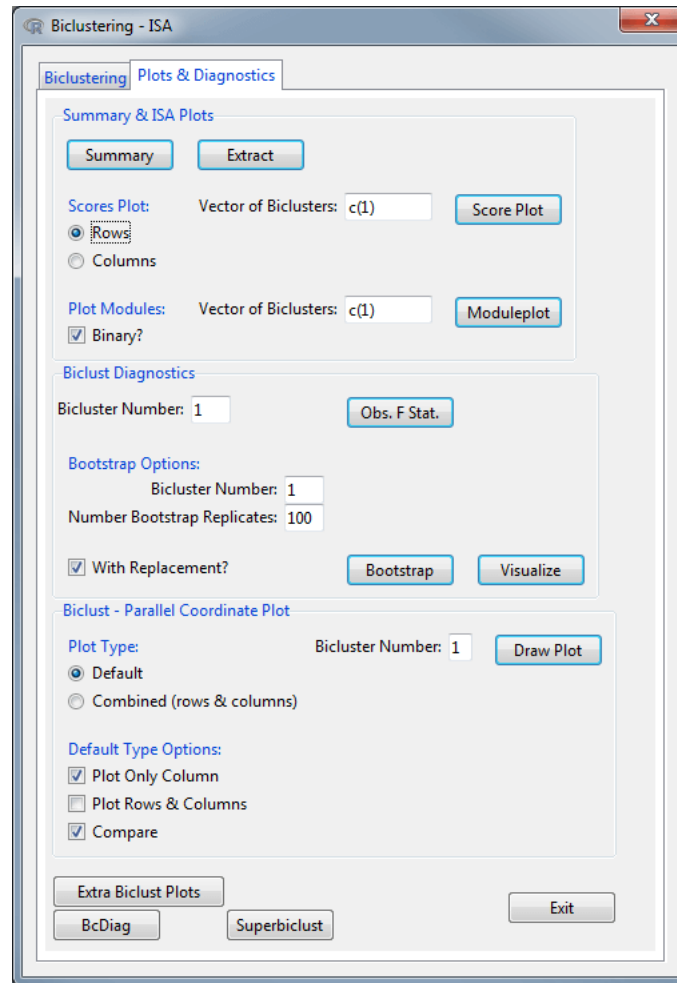 Biclustering - ISA
Biclustering Plots & Diagnostics
Summary & ISA Plots
Summary Extract
Scores Plot: Vector of Biclusters: c(1) Score Plot
Rows
Columns
Plot Modules: Vector of Biclusters: c(1) Moduleplot
Binary?
Biclust Diagnostics
Bicluster Number: 1 Obs. F Stat.
Bootstrap Options:
Bicluster Number: 1
Number Bootstrap Replicates: 100
With Replacement? Bootstrap Visualize
Biclust - Parallel Coordinate Plot
Plot Type: Bicluster Number: 1 Draw Plot
Default
Combined (rows & columns)
Default Type Options:
Plot Only Column
Plot Rows & Columns
Compare
Extra Biclust Plots
Exit
BcDiag Superbiclust